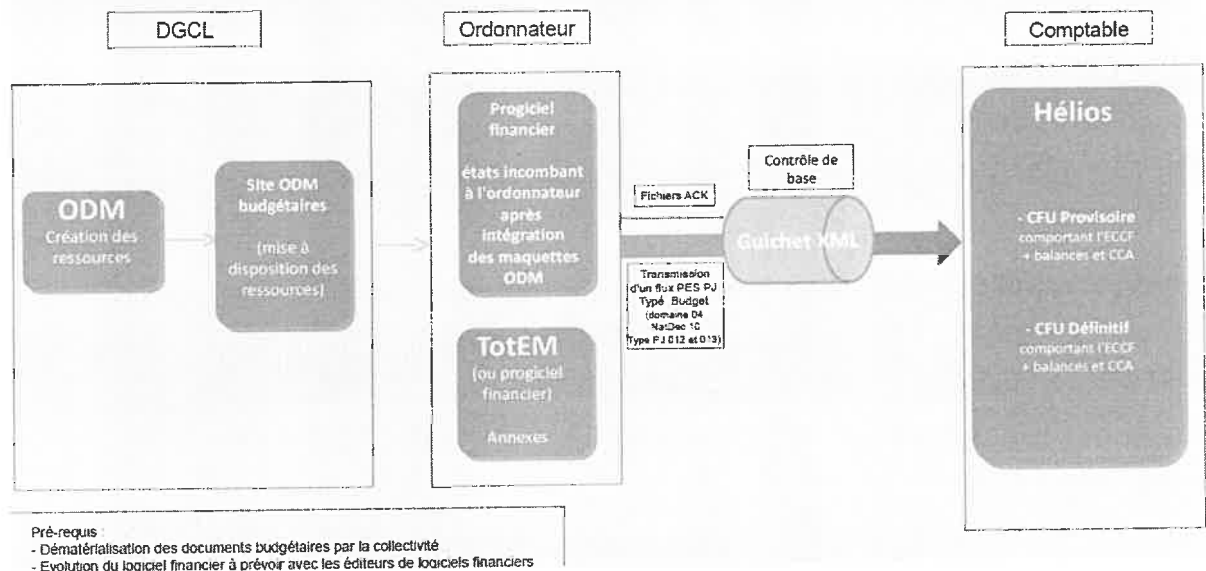 DGCL
Ordonnateur
Comptable
ODM
Création des
ressources
Site ODM
budgétaires
(mise à
disposition des
ressources)
Progiciel
financier
états incombant
à l'ordonnateur
après
intégration
des maquettes
ODM
TotEM
(ou progiciel
financier)
Annexes
Fichiers ACK
Transmission
d'un flux PES PJ
Typé Budget
(domaine 04
NatDec 10
Type PJ 012 et 013)
Contrôle de
base
Guichet XML
Hélios
- CFU Provisoire
comportant l'ECCF
+ balances et CCA
- CFU Définitif
comportant l'ECCF
+ balances et CCA
Pré-requis :
- Dématérialisation des documents budgétaires par la collectivité
- Evolution du logiciel financier à prévoir avec les éditeurs de logiciels financiers